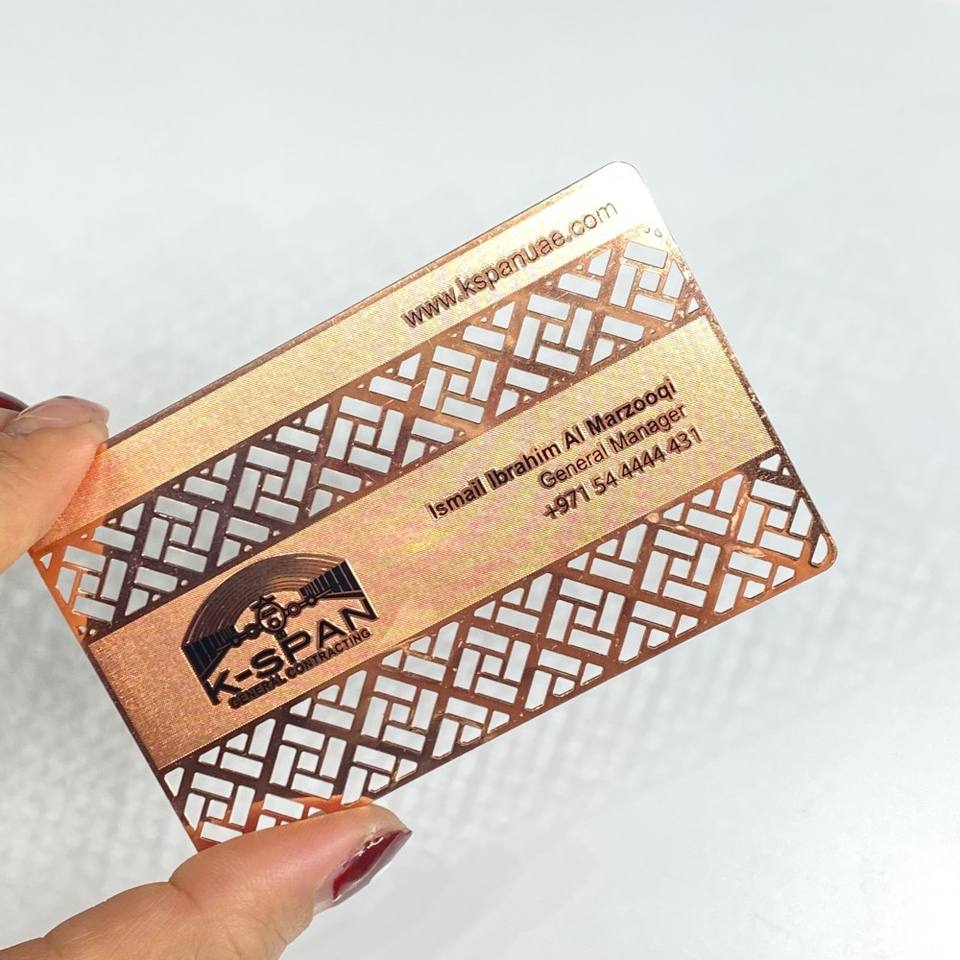 www.kspanuae.com
Ismail Ibrahim Al Marzooqi
General Manager
+971 54 4444 431
K-SPAN
GENERAL CONTRACTING